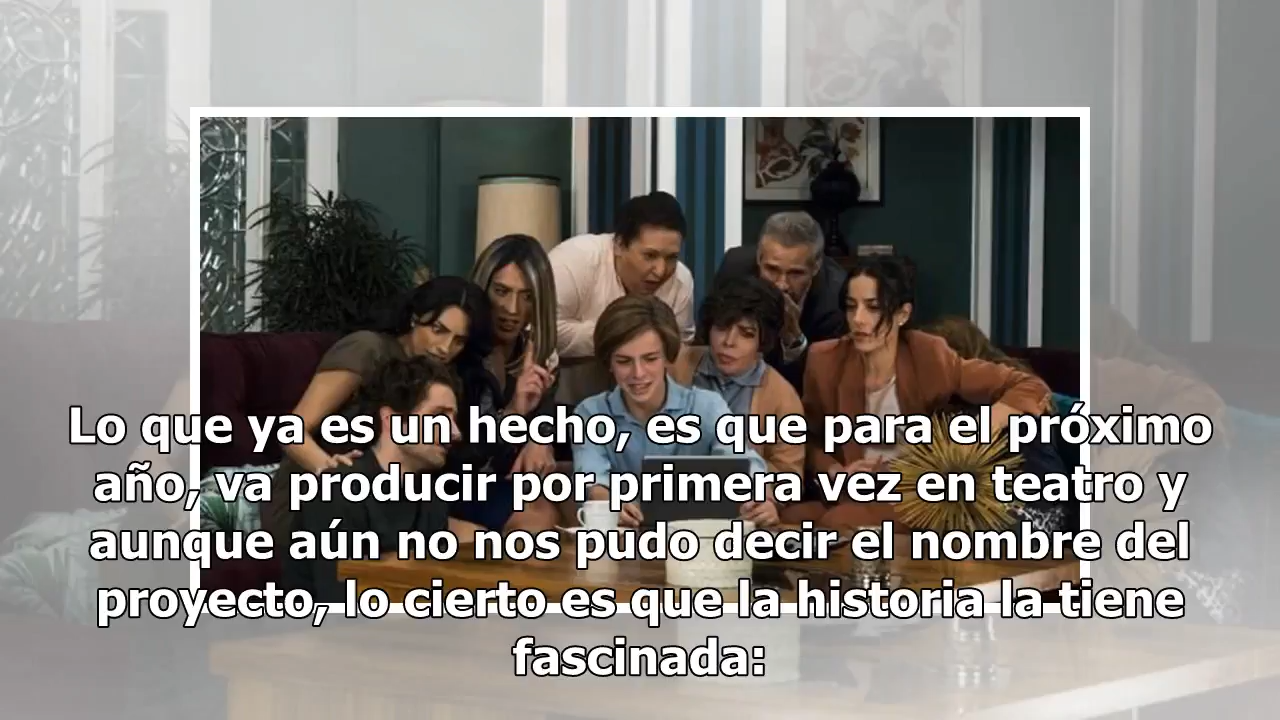 Lo que ya es un hecho, es que para el próximo
año, va producir por primera vez en teatro y
aunque aún no nos pudo decir el nombre del
proyecto, lo cierto es que la historia la tiene
fascinada: